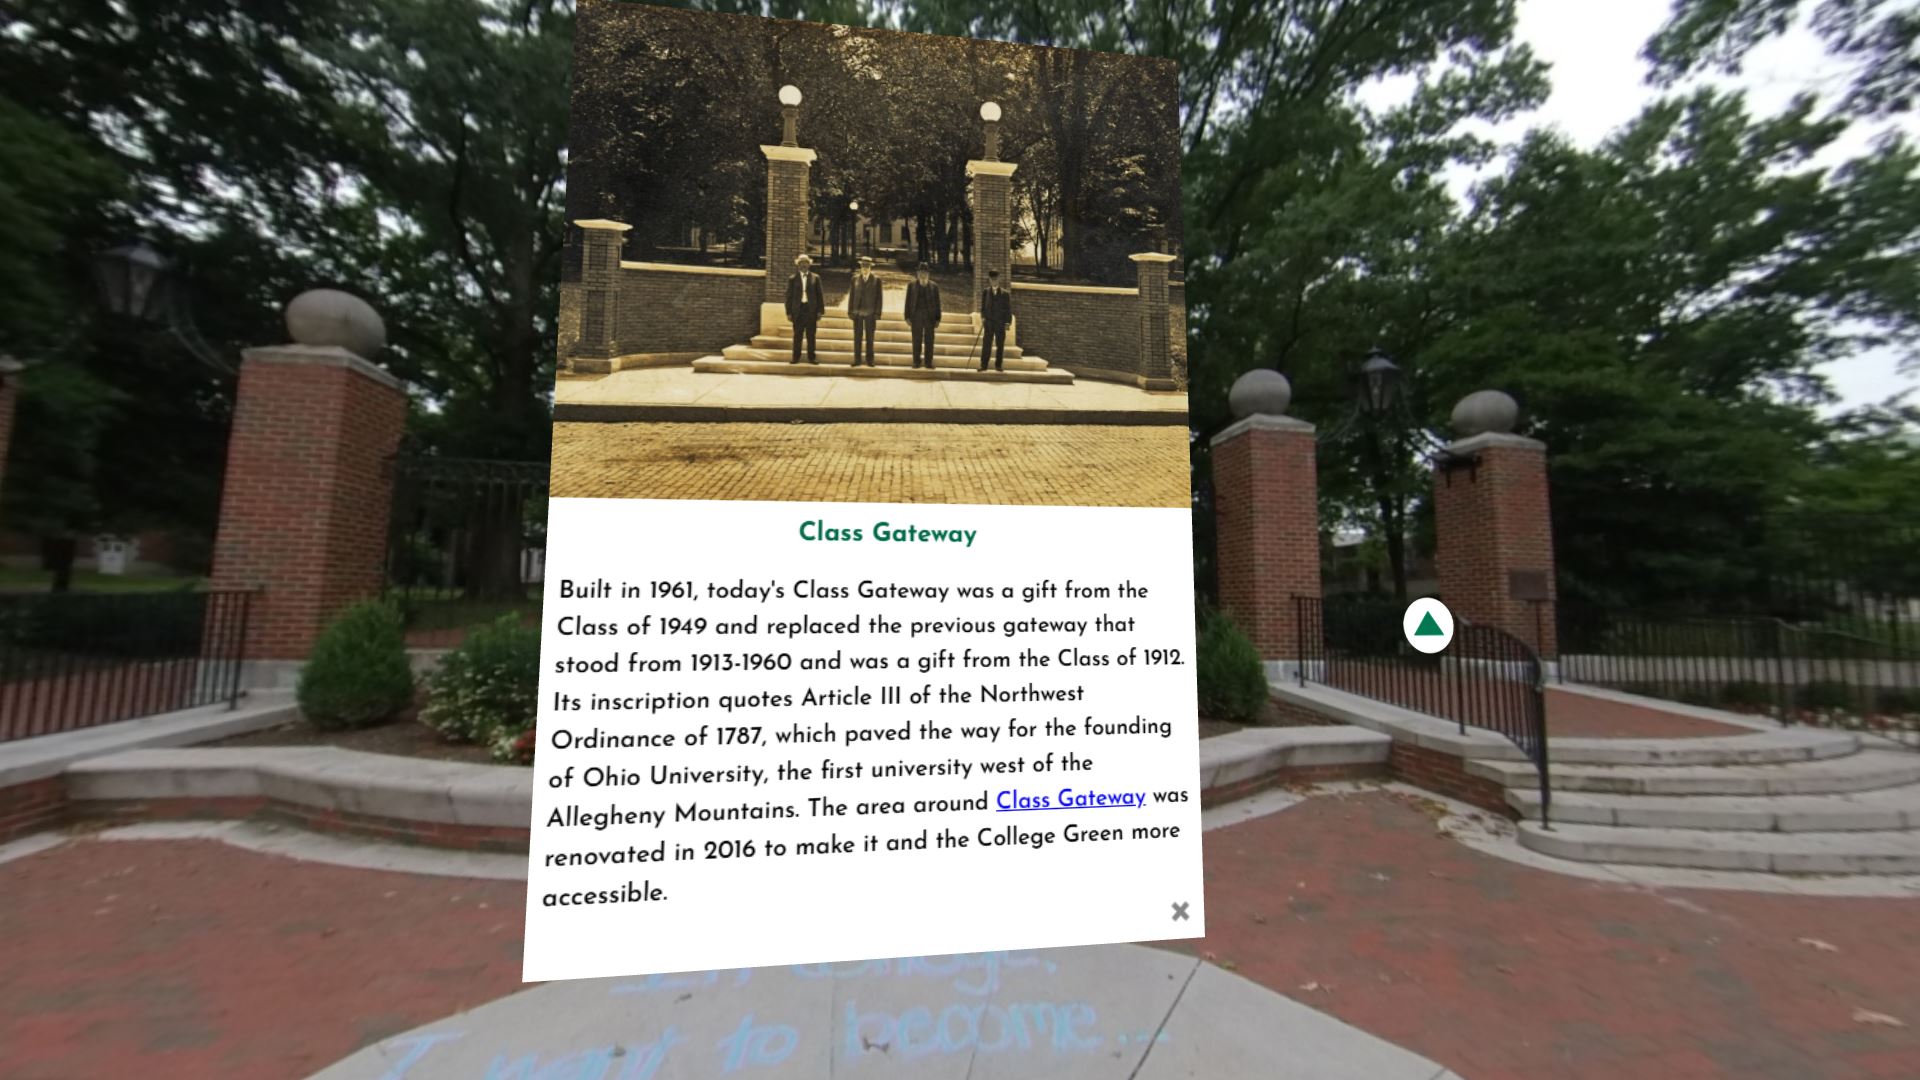 Class Gateway
Built in 1961, today's Class Gateway was a gift from the
Class of 1949 and replaced the previous gateway that
stood from 1913-1960 and was a gift from the Class of 1912.
Its inscription quotes Article III of the Northwest
Ordinance of 1787, which paved the way for the founding
of Ohio University, the first university west of the
Allegheny Mountains. The area around Class Gateway was
renovated in 2016 to make it and the College Green more
accessible.
I want to become...